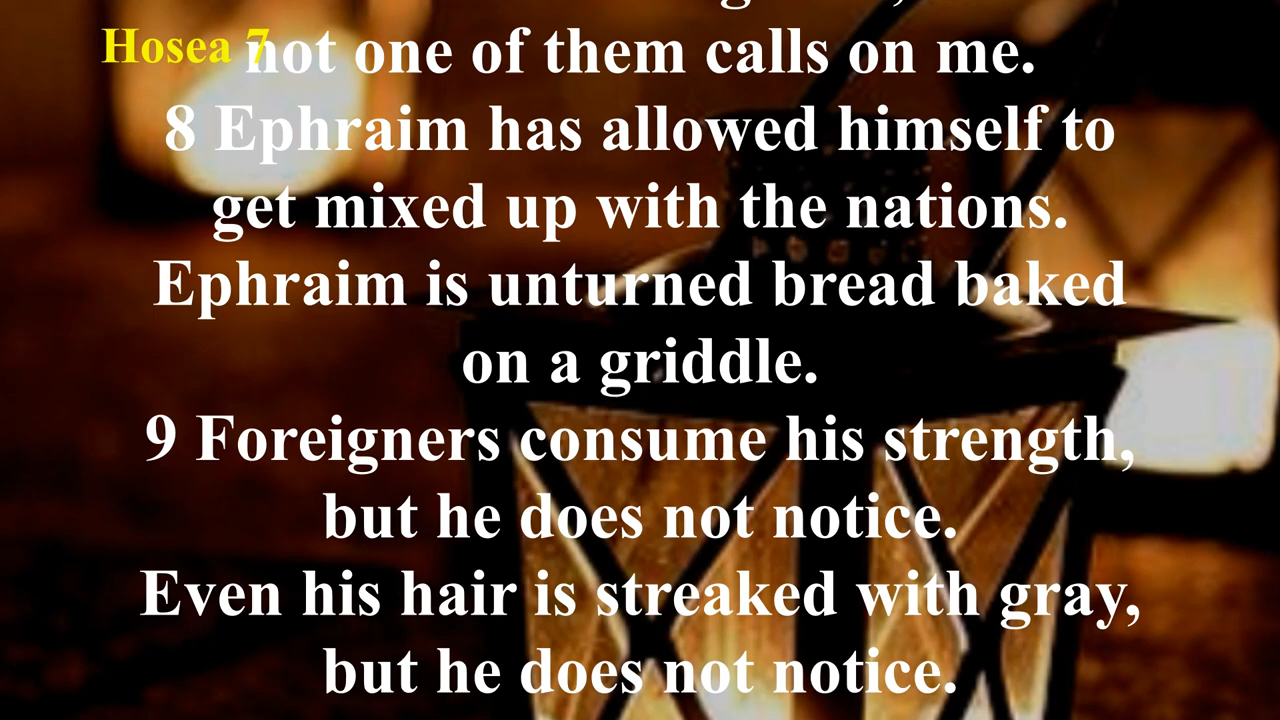 Hosea 7
not one of them calls on me.
8 Ephraim has allowed himself to
get mixed up with the nations.
Ephraim is unturned bread baked
on a griddle.
9 Foreigners consume his strength,
but he does not notice.
Even his hair is streaked with gray,
but he does not notice.